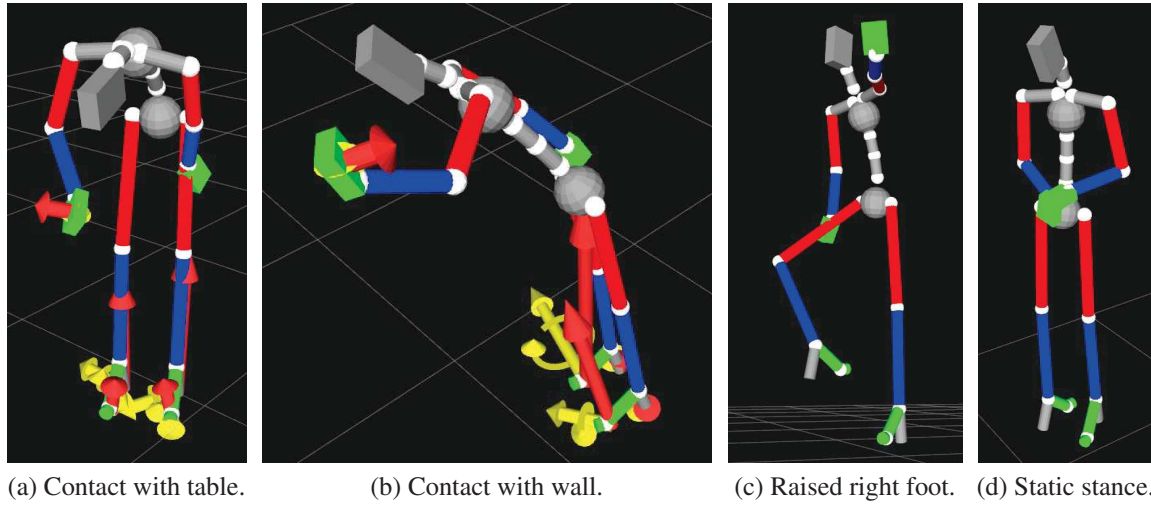 (a) Contact with table.
(b) Contact with wall.
(c) Raised right foot.
(d) Static stance.